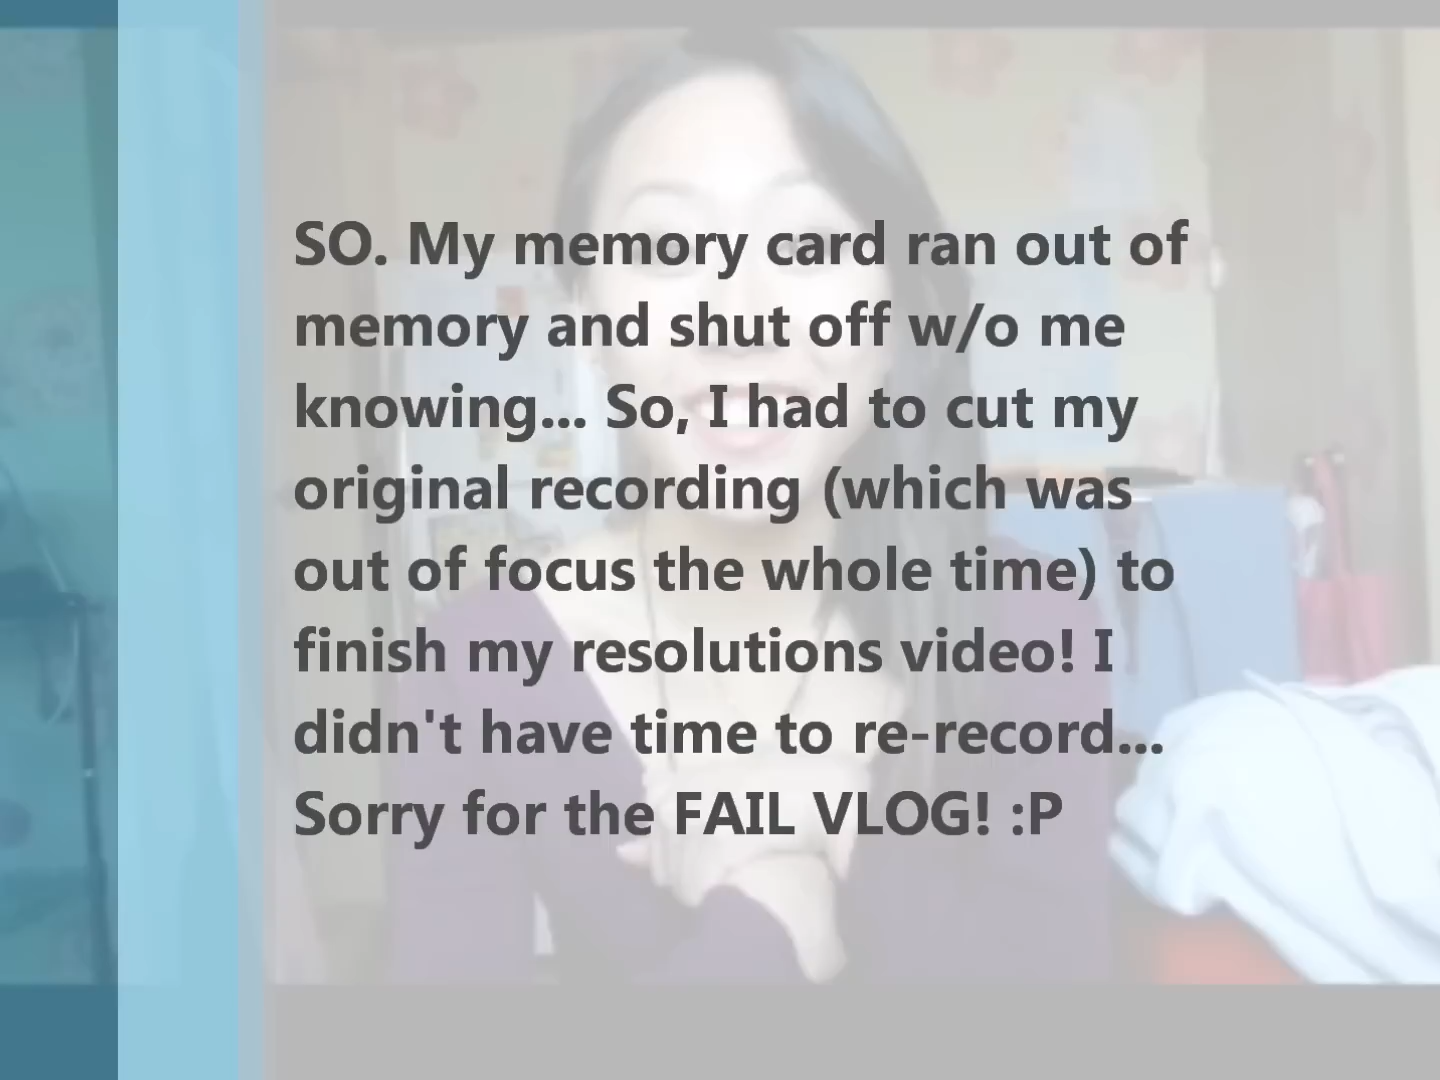 SO. My memory card ran out of
memory and shut off w/o me
knowing... So, I had to cut my
original recording (which was
out of focus the whole time) to
finish my resolutions video! I
didn't have time to re-record...
Sorry for the FAIL VLOG! :P